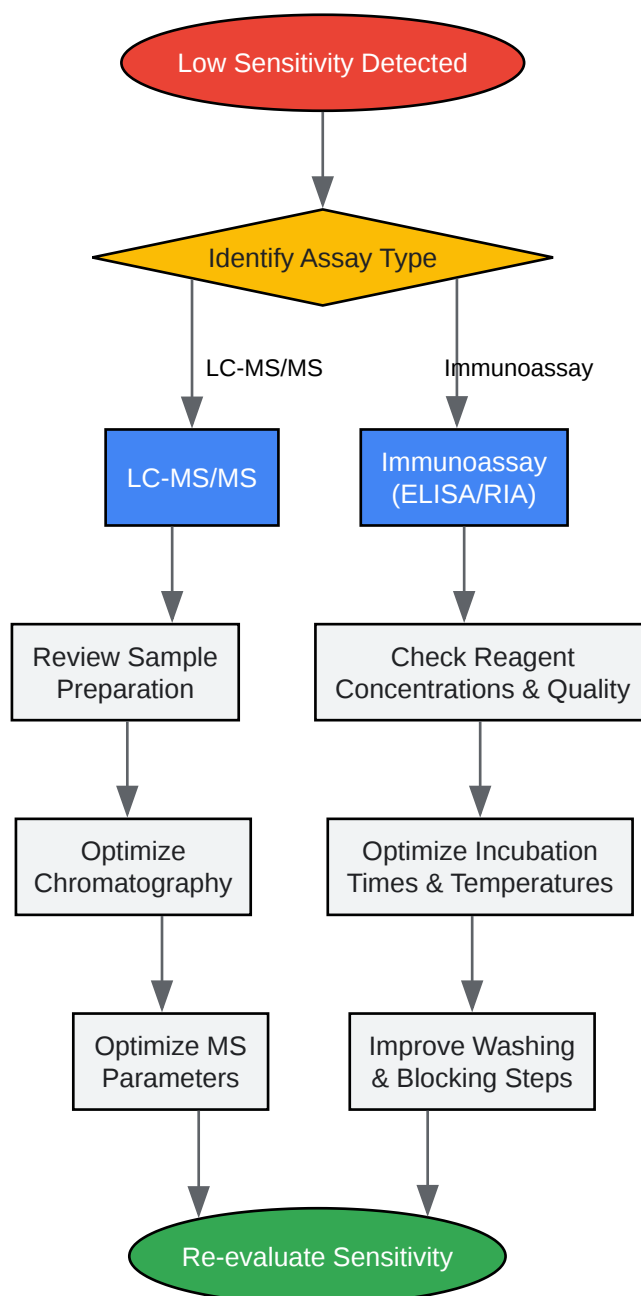 Low Sensitivity Detected
Identify Assay Type
LC-MS/MS
Immunoassay
LC-MS/MS
Immunoassay
(ELISA/RIA)
Review Sample
Preparation
Check Reagent
Concentrations & Quality
Optimize
Chromatography
Optimize Incubation
Times & Temperatures
Optimize MS
Parameters
Improve Washing
& Blocking Steps
Re-evaluate Sensitivity